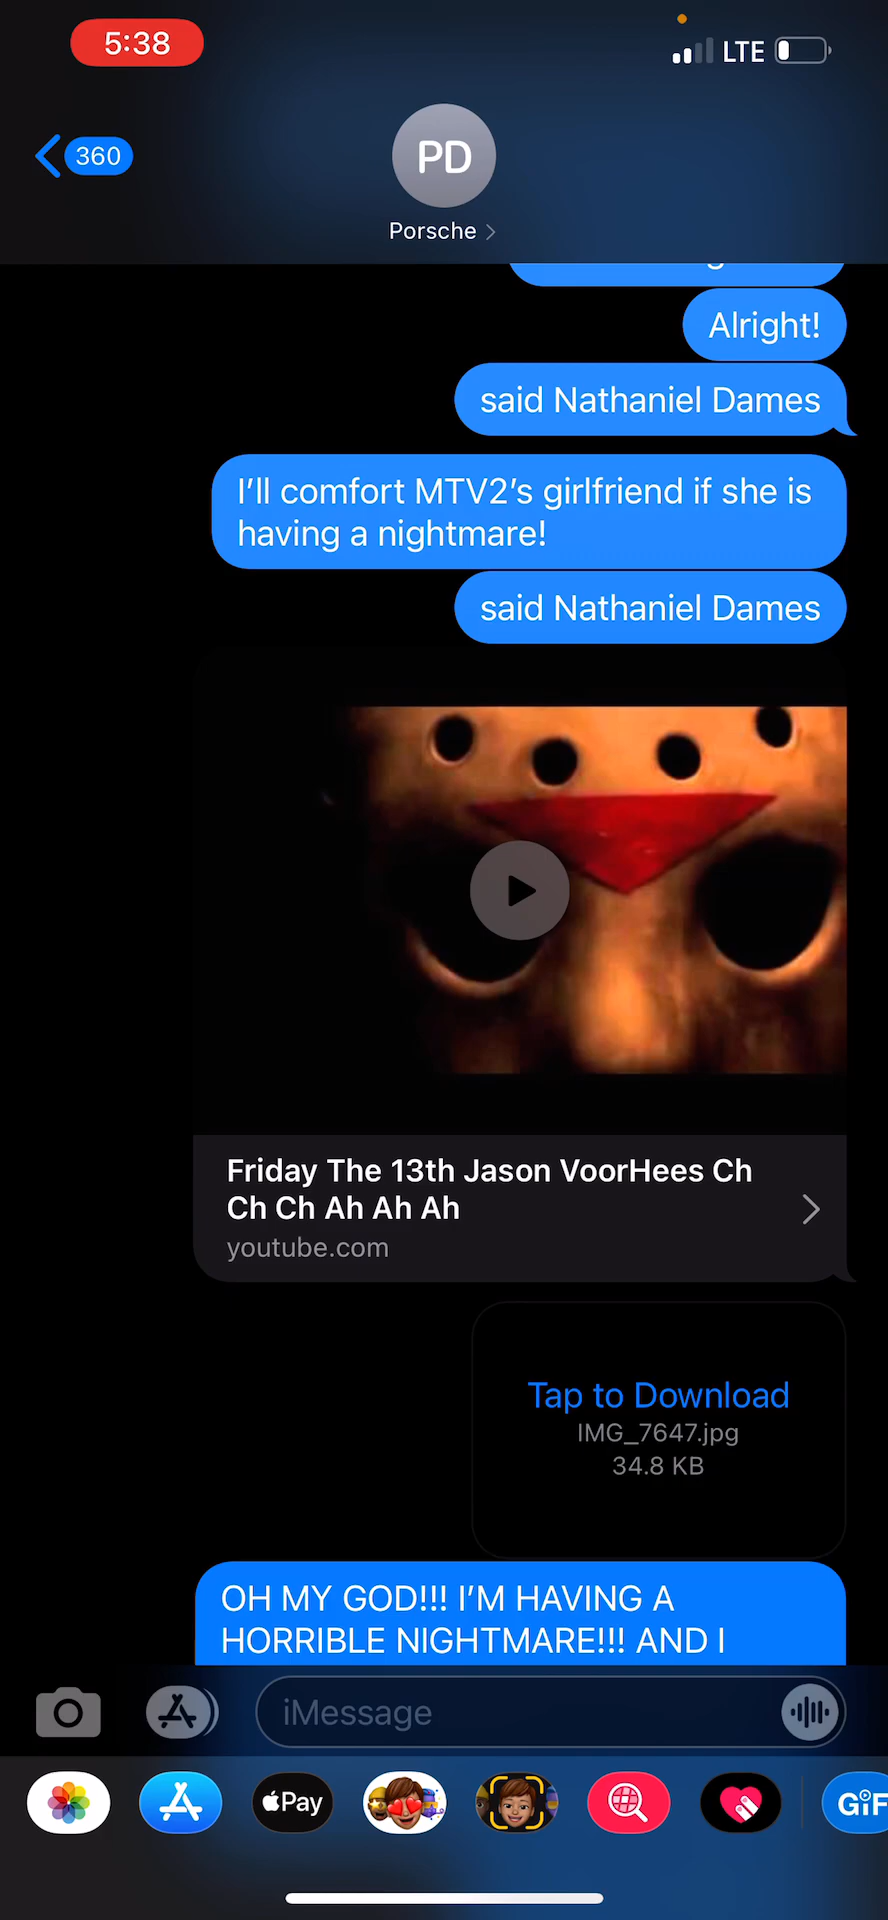 5:38
LTE
360
PD
Porsche
Alright!
said Nathaniel Dames
I'll comfort MTV2's girlfriend if she is
having a nightmare!
said Nathaniel Dames
Friday The 13th Jason VoorHees Ch
Ch Ch Ah Ah Ah
youtube.com
Tap to Download
IMG_7647.jpg
34.8 KB
OH MY GOD!!! I'M HAVING A
HORRIBLE NIGHTMARE!!! AND I
iMessage
Pay
GIF